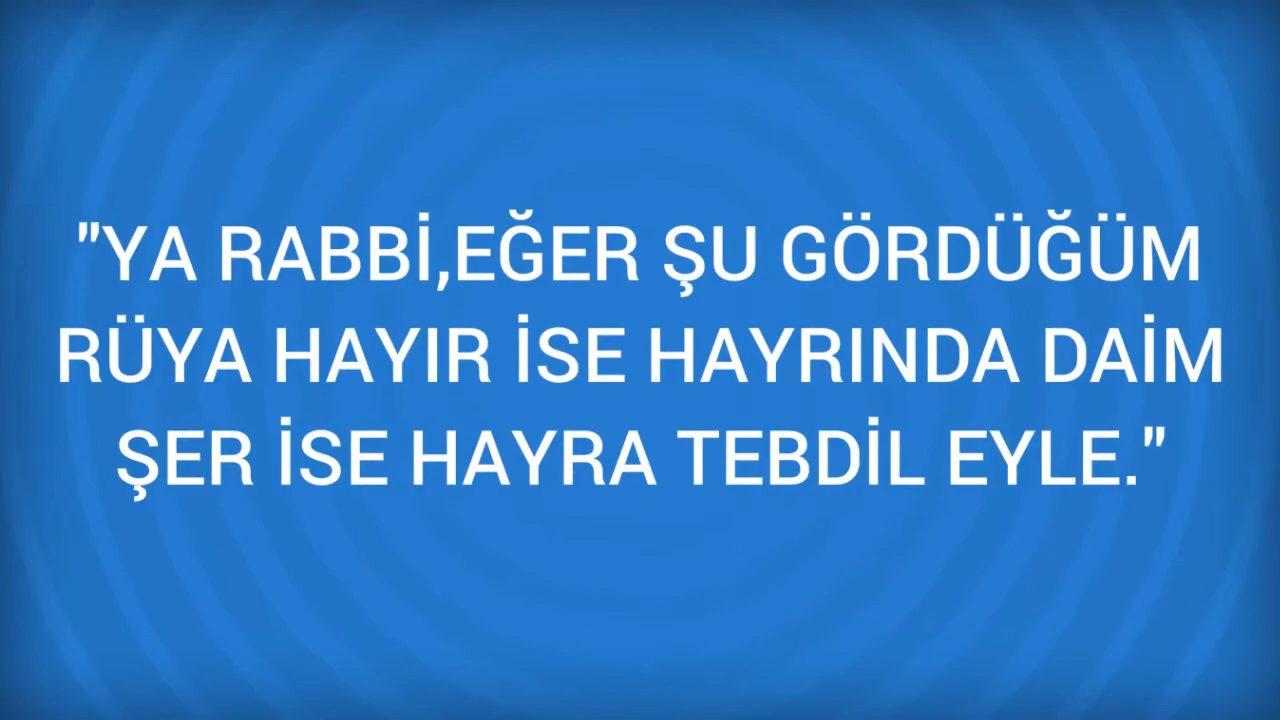 "YA RABBİ,EĞER ŞU GÖRDÜĞÜM
RÜYA HAYIR İSE HAYRINDA DAİM
ŞER İSE HAYRA TEBDİL EYLE."